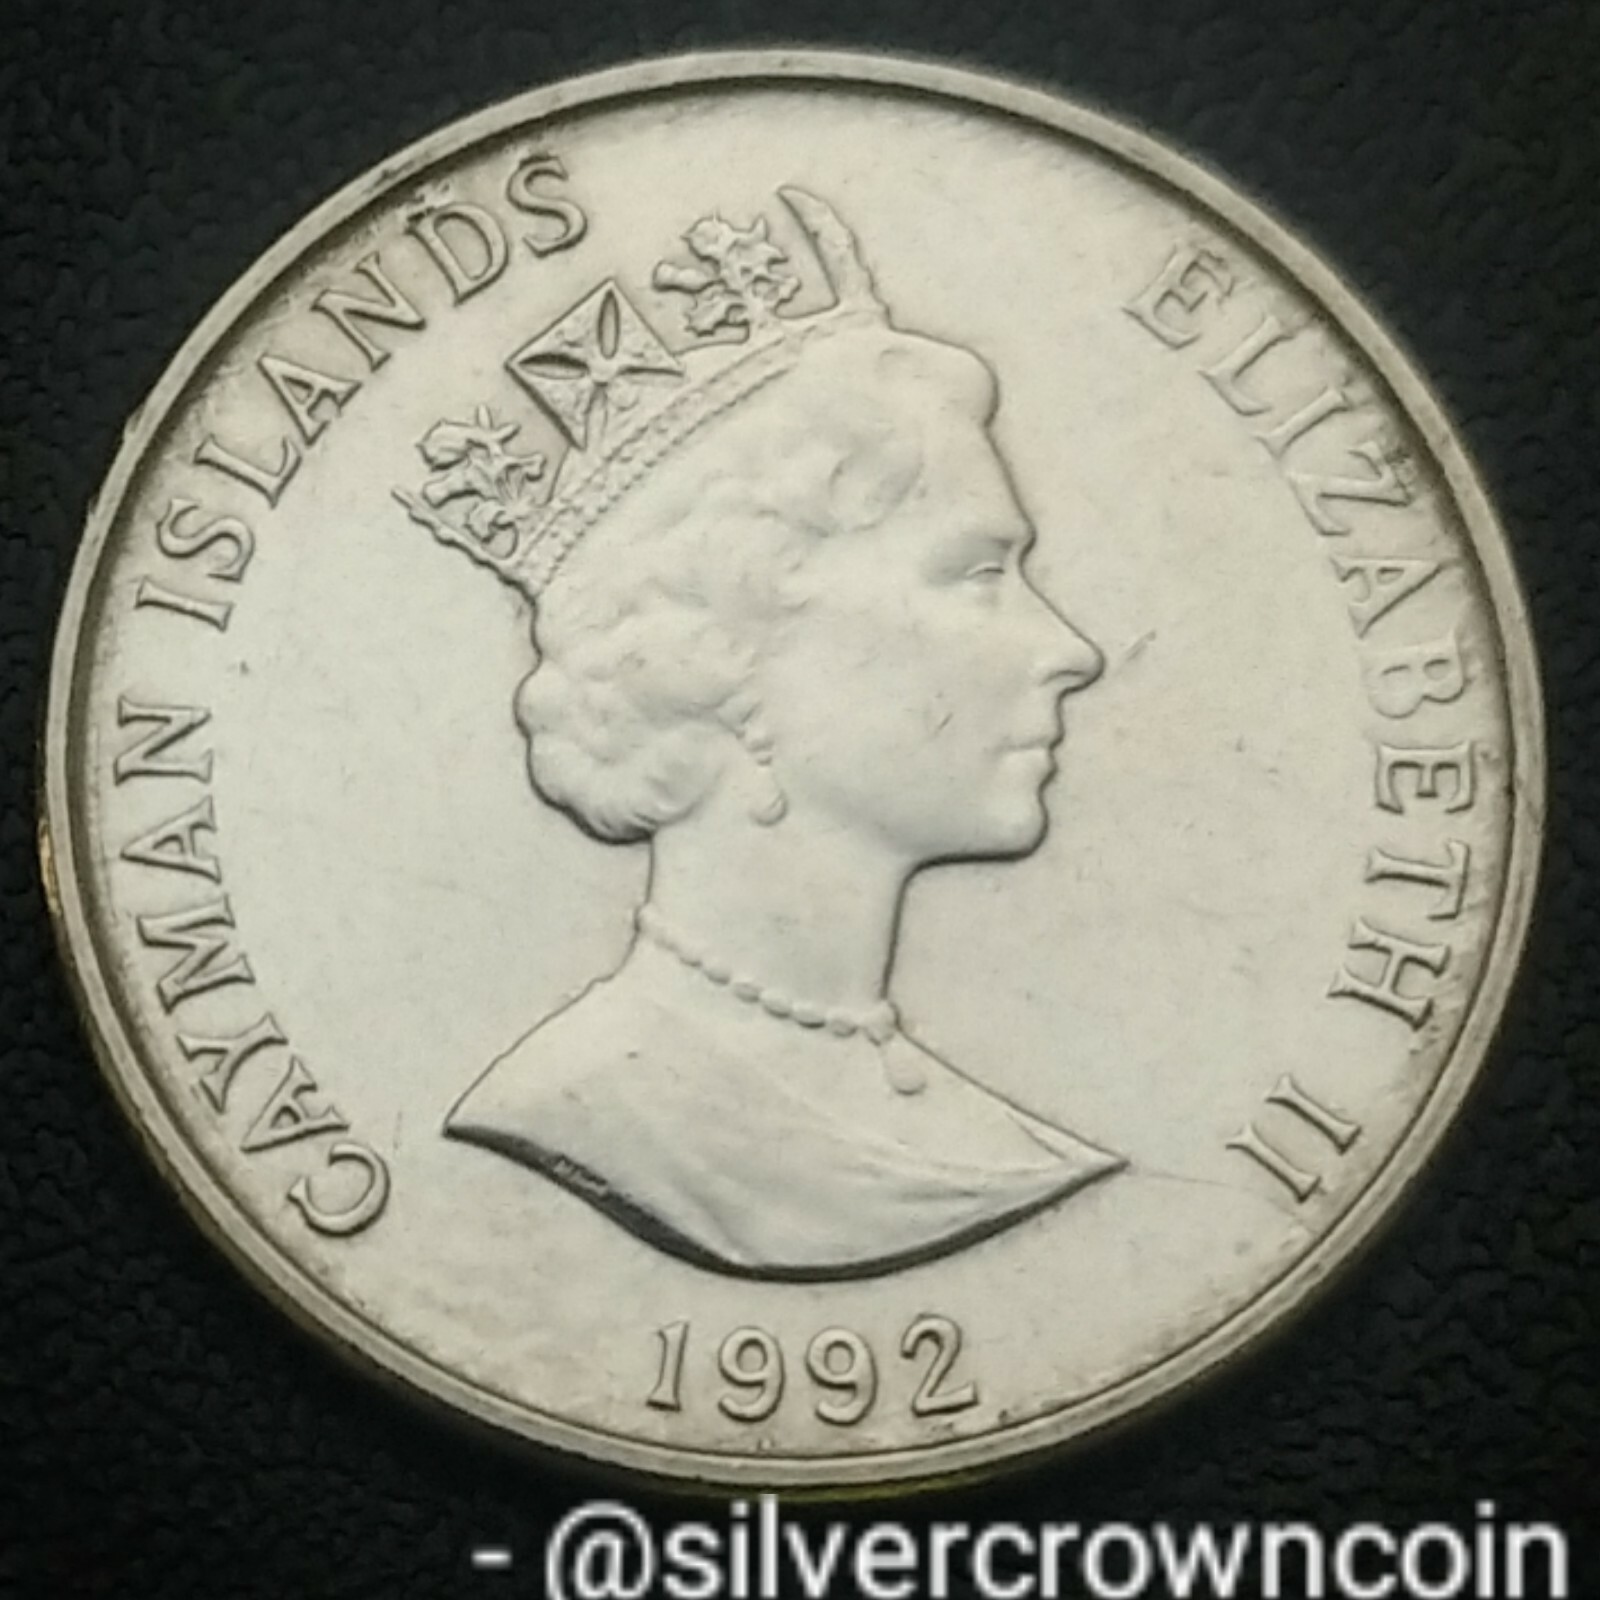 CAYMAN ISLANDS
ELIZABETH II
1992
- @silvercrowncoin